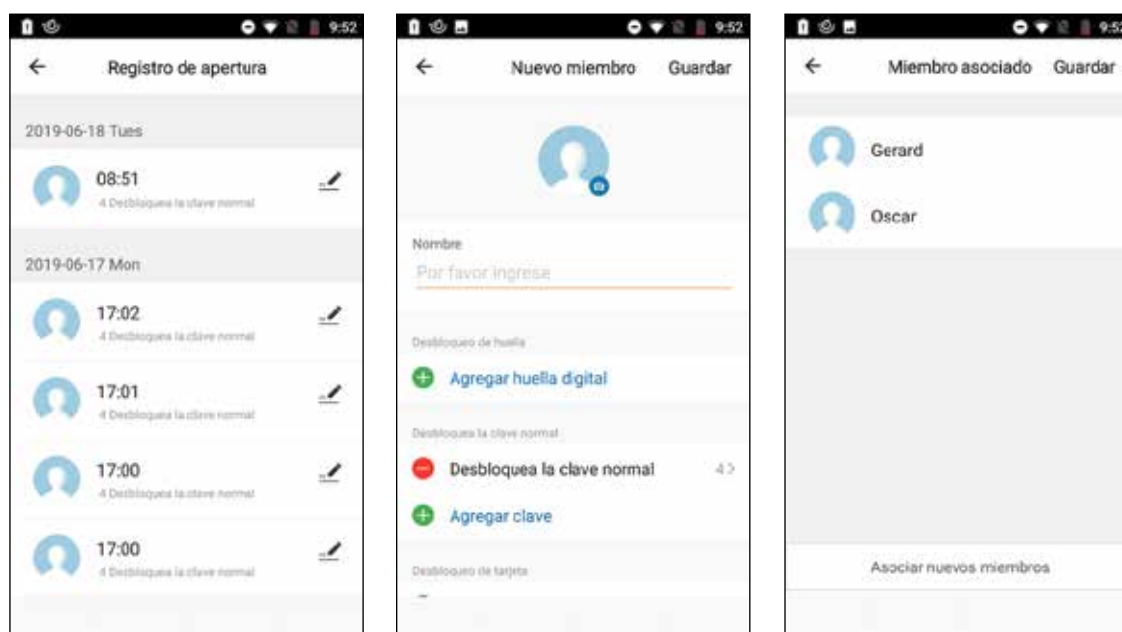 9:52
Registro de apertura
2019-06-18 Tues
08:51
4 Desbloquea la clave normal
2019-06-17 Mon
17:02
4 Desbloquea la clave normal
17:01
4 Desbloquea la clave normal
17:00
4 Desbloquea la clave normal
17:00
4 Desbloquea la clave normal
9:52
Nuevo miembro Guardar
Nombre
Por favor ingrese
Desbloqueo de huella
Agregar huella digital
Desbloquea la clave normal
Desbloquea la clave normal 4 >
Agregar clave
Desbloqueo de tarjeta
9:52
Miembro asociado Guardar
Gerard
Oscar
Asociar nuevos miembros